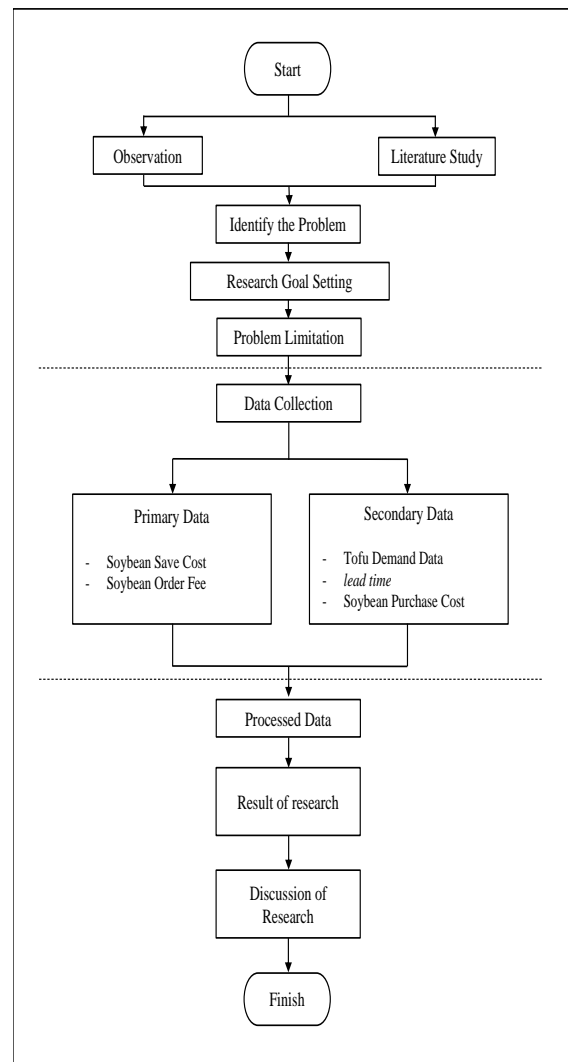 Start
Observation
Literature Study
Identify the Problem
Research Goal Setting
Problem Limitation
Data Collection
Primary Data
- Soybean Save Cost
- Soybean Order Fee
Secondary Data
- Tofu Demand Data
- lead time
- Soybean Purchase Cost
Processed Data
Result of research
Discussion of
Research
Finish